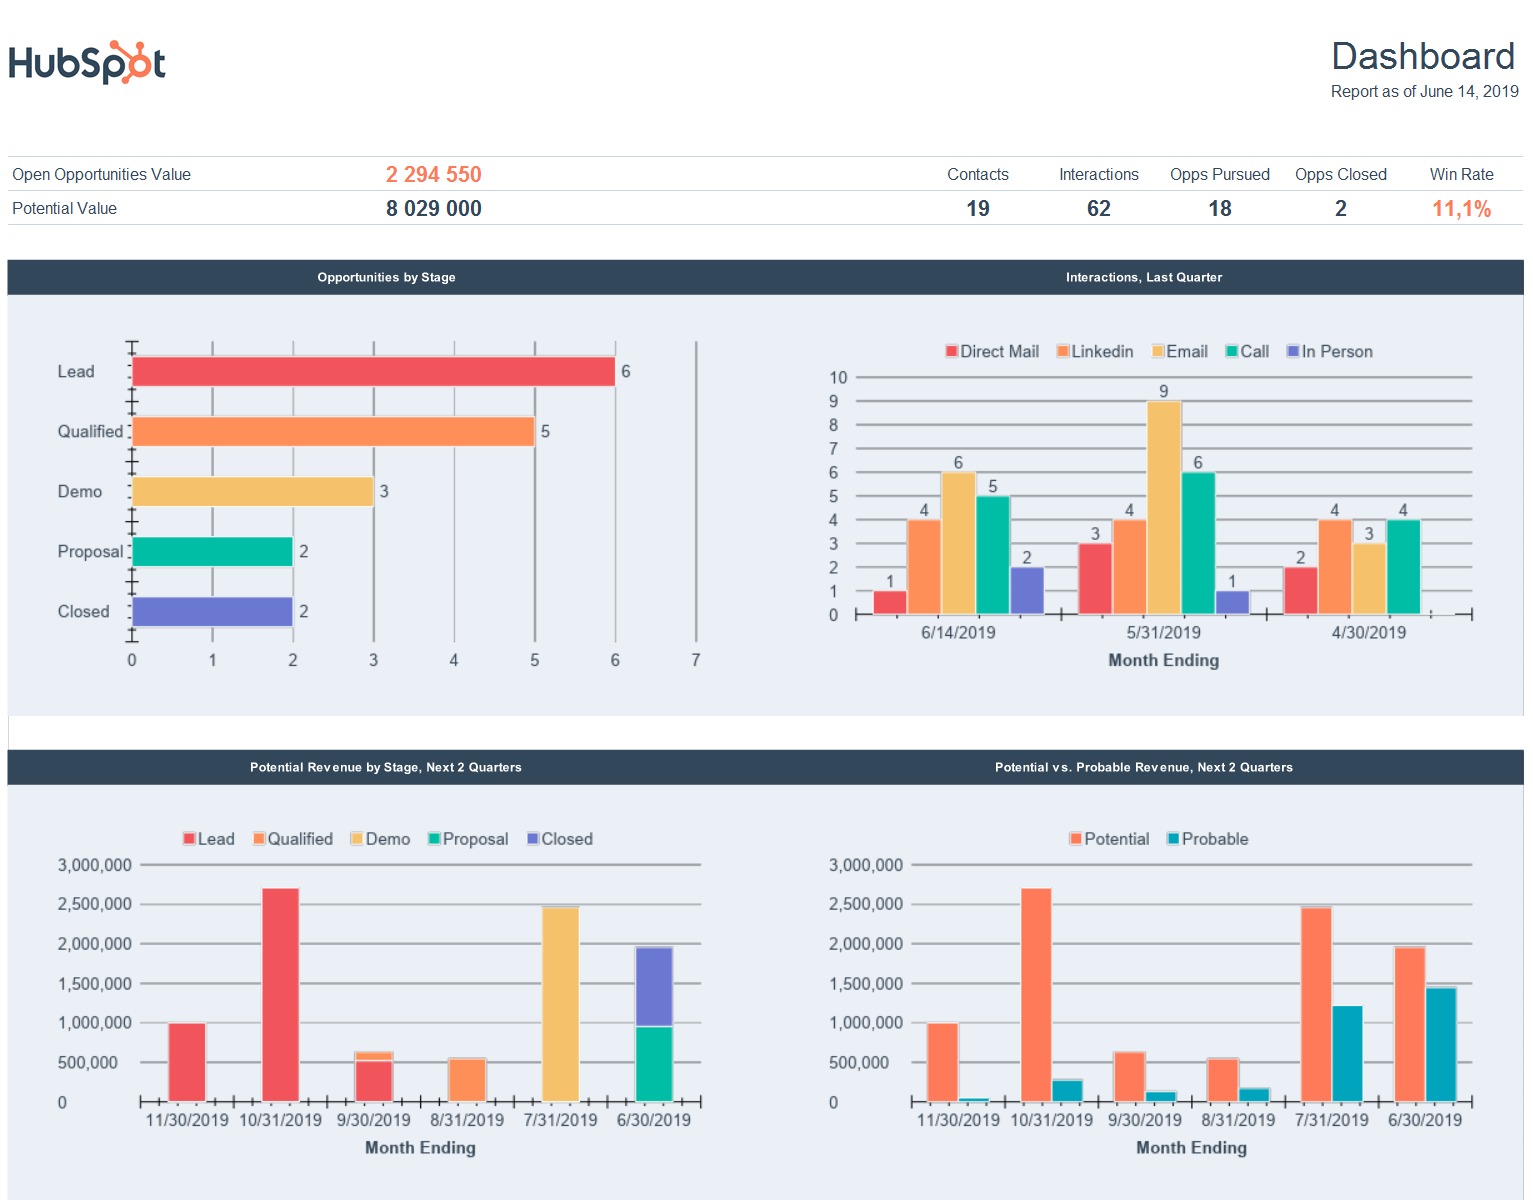 HubSpot
Dashboard
Report as of June 14, 2019
Open Opportunities Value 2 294 550 Contacts Interactions Opps Pursued Opps Closed Win Rate
Potential Value 8 029 000 19 62 18 2 11,1%
Opportunities by Stage
Lead 6
Qualified 5
Demo 3
Proposal 2
Closed 2
0 1 2 3 4 5 6 7
Interactions, Last Quarter
Direct Mail Linkedin Email Call In Person
10
9
8
7
6
5
4
3
2
1
0
1 4 6 5 2
3 4 9 6 1
2 4 3 4
6/14/2019 5/31/2019 4/30/2019
Month Ending
Potential Revenue by Stage, Next 2 Quarters
Lead Qualified Demo Proposal Closed
3,000,000
2,500,000
2,000,000
1,500,000
1,000,000
500,000
0
11/30/2019 10/31/2019 9/30/2019 8/31/2019 7/31/2019 6/30/2019
Month Ending
Potential vs. Probable Revenue, Next 2 Quarters
Potential Probable
3,000,000
2,500,000
2,000,000
1,500,000
1,000,000
500,000
0
11/30/2019 10/31/2019 9/30/2019 8/31/2019 7/31/2019 6/30/2019
Month Ending